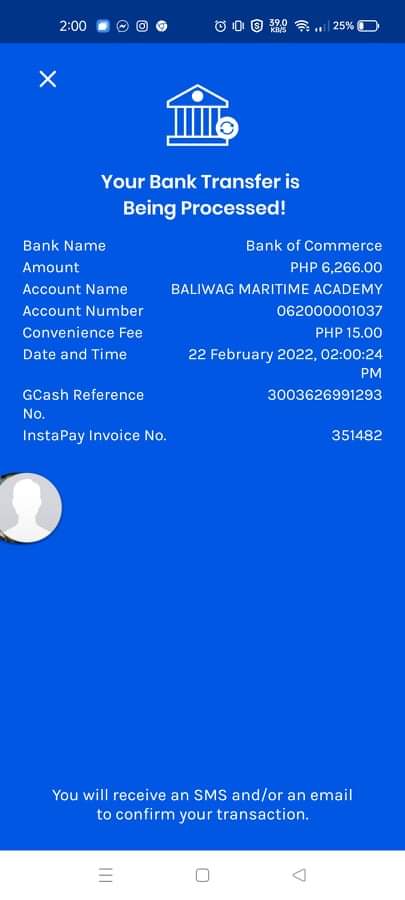 2:00 39.0 KB/S 25%
Your Bank Transfer is
Being Processed!
Bank Name Bank of Commerce
Amount PHP 6,266.00
Account Name BALIWAG MARITIME ACADEMY
Account Number 062000001037
Convenience Fee PHP 15.00
Date and Time 22 February 2022, 02:00:24
PM
GCash Reference 3003626991293
No.
InstaPay Invoice No. 351482
You will receive an SMS and/or an email
to confirm your transaction.